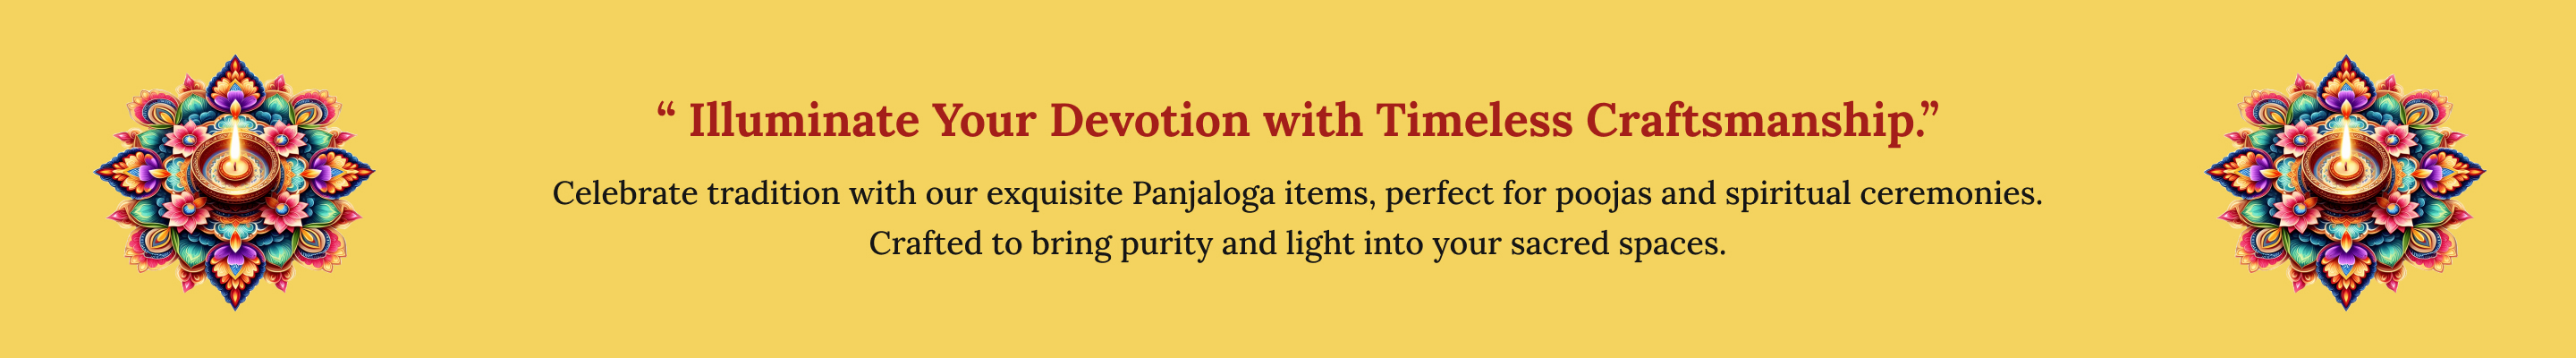 “ Illuminate Your Devotion with Timeless Craftsmanship.”
Celebrate tradition with our exquisite Panjaloga items, perfect for poojas and spiritual ceremonies.
Crafted to bring purity and light into your sacred spaces.